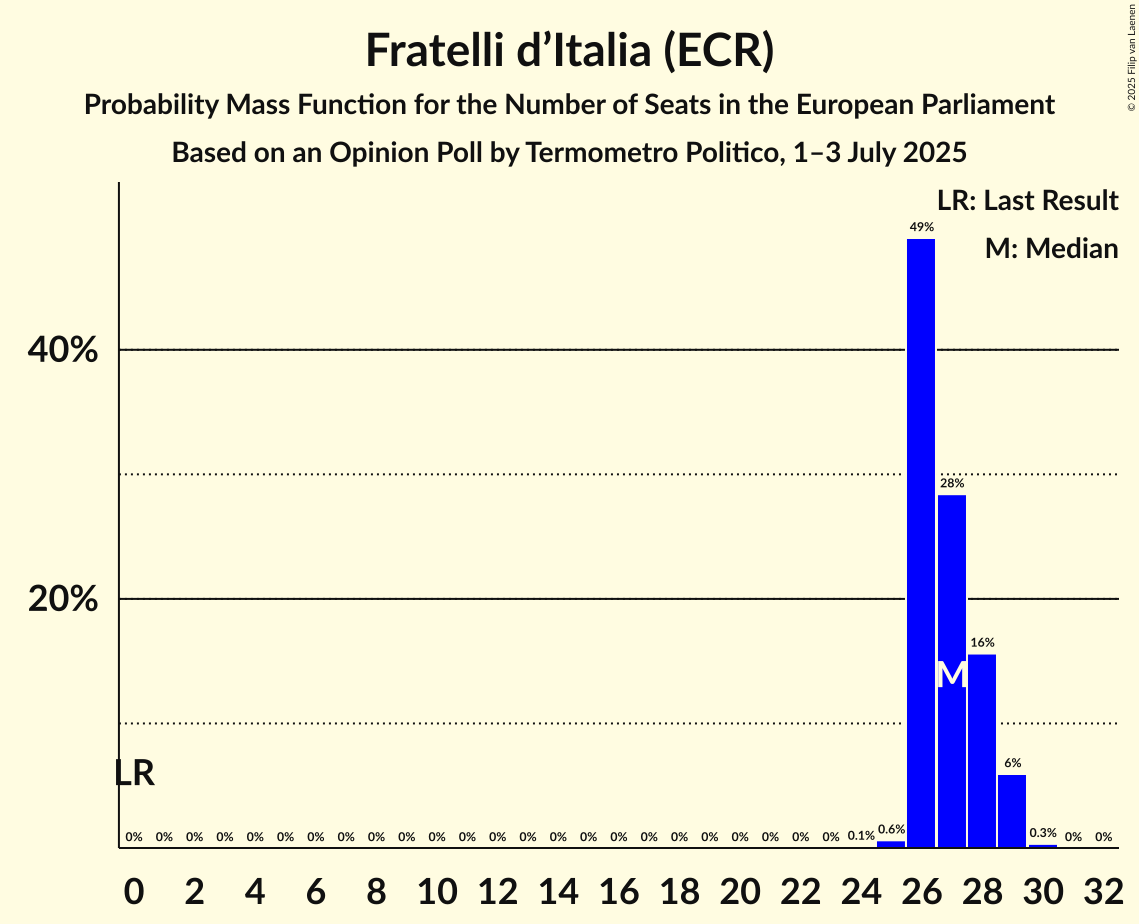 Fratelli d’Italia (ECR)
Probability Mass Function for the Number of Seats in the European Parliament
Based on an Opinion Poll by Termometro Politico, 1–3 July 2025
© 2025 Filip van Laenen
LR: Last Result
M: Median
49%
40%
28%
20%
16%
M
LR
6%
0% 0% 0% 0% 0% 0% 0% 0% 0% 0% 0% 0% 0% 0% 0% 0% 0% 0% 0% 0% 0% 0% 0% 0% 0.1% 0.6% 0.3% 0% 0%
0 2 4 6 8 10 12 14 16 18 20 22 24 26 28 30 32